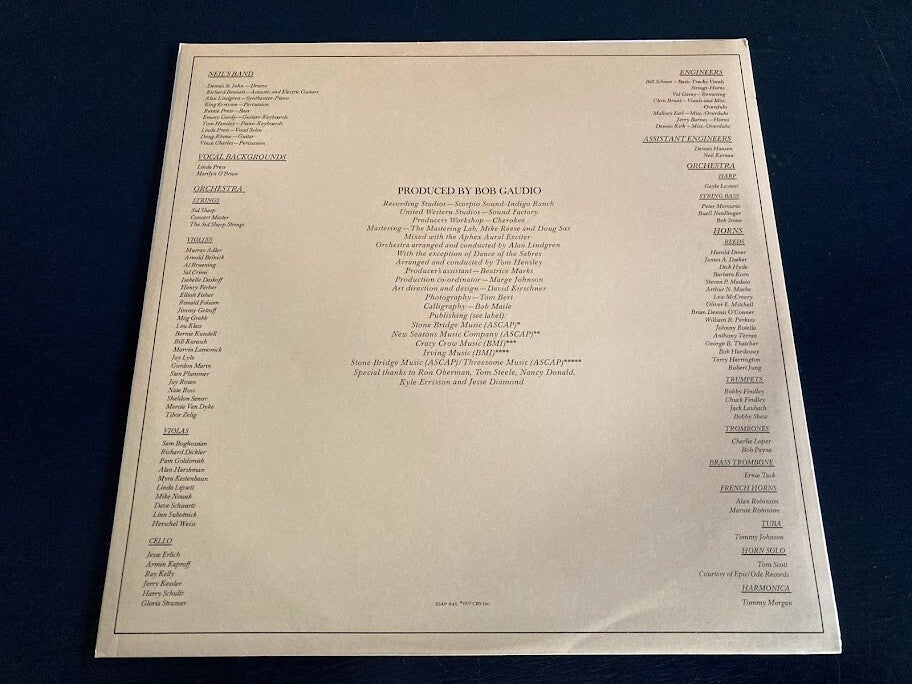 NEIL'S BAND
Dennis St. John—Drums
Richard Bennett—Acoustic and Electric Guitars
Alan Lindgren—Synthesizer-Piano
King Errisson—Percussion
Reinie Press—Bass
Emory Gordy—Guitars-Keyboards
Tom Hensley—Piano-Keyboards
Linda Press—Vocal Solos
Doug Rhone—Guitar
Vince Charles—Percussion
VOCAL BACKGROUNDS
Linda Press
Marilyn O'Brien
ORCHESTRA
STRINGS
Sid Sharp
Concert Master
The Sid Sharp Strings
VIOLINS
Murray Adler
Arnold Belnick
Al Bruening
Sal Crimi
Isabelle Daskoff
Henry Ferber
Elliott Fisher
Ronald Folsom
Jimmy Getzoff
Meg Grabb
Lou Klass
Bernie Kundell
Bill Kurasch
Marvin Limonick
Jay Lyle
Gordon Marin
Stan Plummer
Jay Rosen
Nate Ross
Sheldon Sanov
Marcia Van Dyke
Tibor Zelig
VIOLAS
Sam Boghossian
Richard Dickler
Pam Goldsmith
Alan Harshman
Myra Kestenbaun
Linda Lipsett
Mike Nowak
Dave Schwartz
Linn Subotnick
Herschel Weiss
CELLO
Jesse Erlich
Armin Kaproff
Ray Kelly
Jerry Kessler
Harry Schultz
Gloria Strasner
PRODUCED BY BOB GAUDIO
Recording Studios—Scorpio Sound-Indigo Ranch
United Western Studios—Sound Factory
Producers Workshop—Cherokee
Mastering—The Mastering Lab, Mike Reese and Doug Sax
Mixed with the Aphex Aural Exciter
Orchestra arranged and conducted by Alan Lindgren
With the exception of Dance of the Sabres
Arranged and conducted by Tom Hensley
Producer's assistant—Beatrice Marks
Production co-ordinator—Marge Johnson
Art direction and design—David Kirschner
Photography—Tom Bert
Calligraphy—Bob Maile
Publishing (see label):
Stone Bridge Music (ASCAP)*
New Seasons Music Company (ASCAP)**
Crazy Crow Music (BMI)***
Irving Music (BMI)****
Stone Bridge Music (ASCAP)/Threesome Music (ASCAP)*****
Special thanks to Ron Oberman, Tom Steele, Nancy Donald,
Kyle Errisson and Jesse Diamond
25AP 845 ℗1977 CBS Inc.
ENGINEERS
Bill Schnee—Basic Tracks-Vocals
Strings-Horns
Val Garay—Remixing
Chris Brunt—Vocals and Misc.
-Overdubs
Mallory Earl—Misc.-Overdubs
Jerry Barnes—Horns
Dennis Kirk—Misc.-Overdubs
ASSISTANT ENGINEERS
Dennis Hansen
Neil Kernan
ORCHESTRA
HARP
Gayle Levant
STRING BASS
Peter Mercurio
Buell Neidlinger
Bob Stone
HORNS
REEDS
Harold Diner
James A. Decker
Dick Hyde
Barbara Korn
Steven P. Madaio
Arthur N. Maebe
Lew McCreary
Oliver E. Mitchell
Brian Dennis O'Connor
William R. Perkins
Johnny Rotella
Anthony Terran
George B. Thatcher
Bob Hardaway
Terry Harrington
Robert Jung
TRUMPETS
Bobby Findley
Chuck Findley
Jack Laubach
Bobby Shew
TROMBONES
Charlie Loper
Bob Payne
BRASS TROMBONE
Ernie Tack
FRENCH HORNS
Alan Robinson
Marnie Robinson
TUBA
Tommy Johnson
HORN SOLO
Tom Scott
Courtesy of Epic/Ode Records
HARMONICA
Tommy Morgan